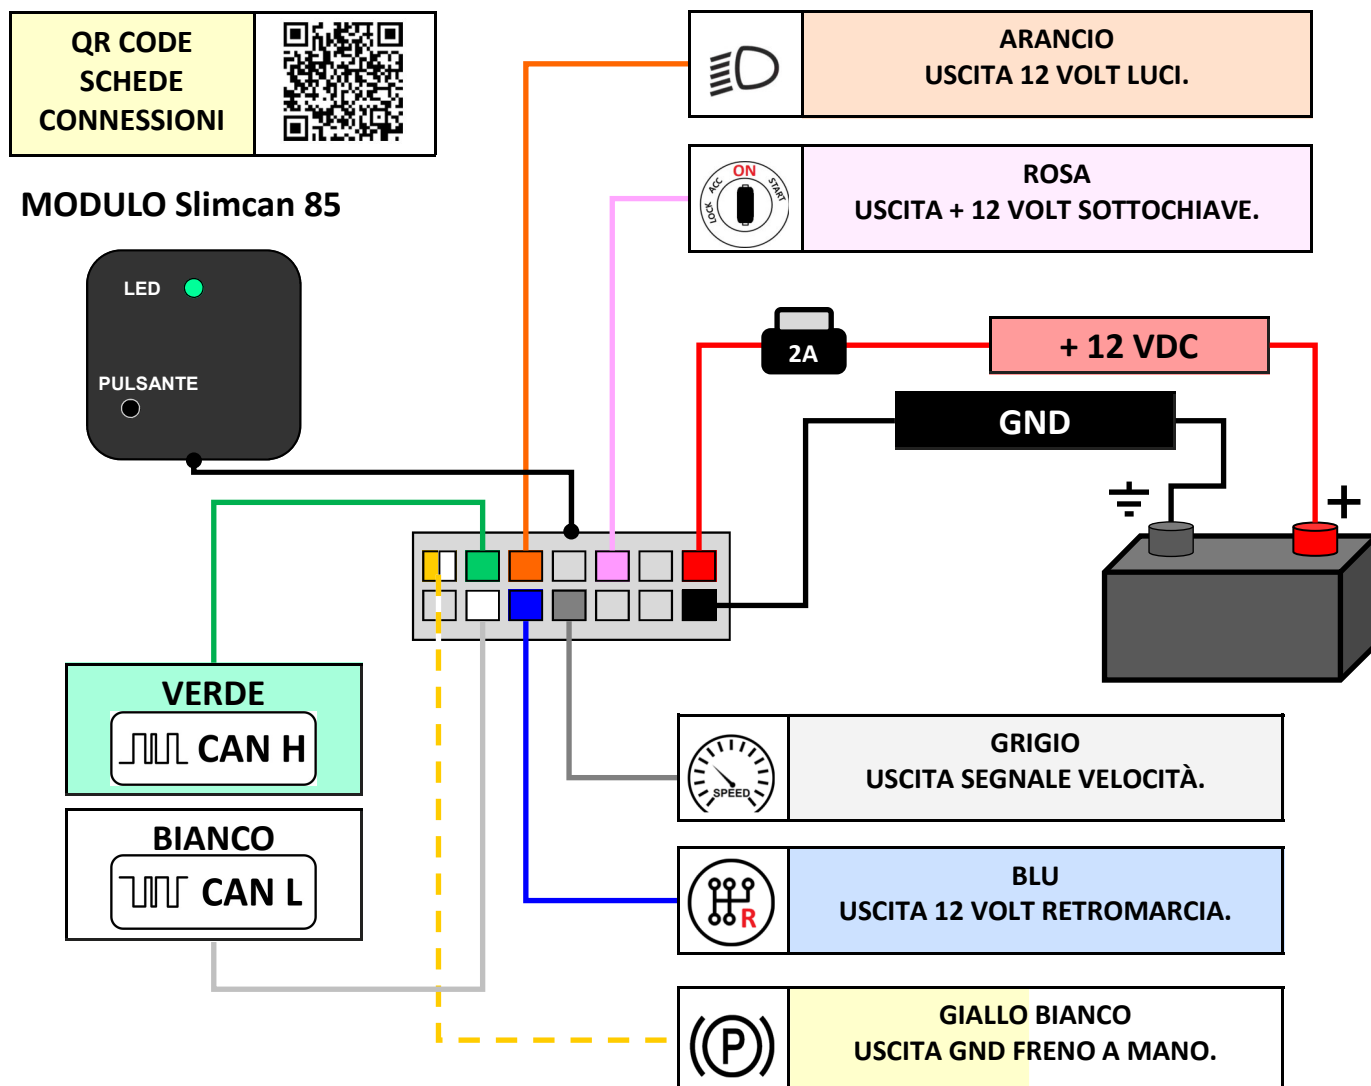 QR CODE
SCHEDE
CONNESSIONI
ARANCIO
USCITA 12 VOLT LUCI.
MODULO Slimcan 85
LOCK
ACC
ON
START
ROSA
USCITA + 12 VOLT SOTTOCHIAVE.
LED
PULSANTE
2A
+ 12 VDC
GND
+
VERDE
CAN H
BIANCO
CAN L
SPEED
GRIGIO
USCITA SEGNALE VELOCITÀ.
R
BLU
USCITA 12 VOLT RETROMARCIA.
(P)
GIALLO BIANCO
USCITA GND FRENO A MANO.